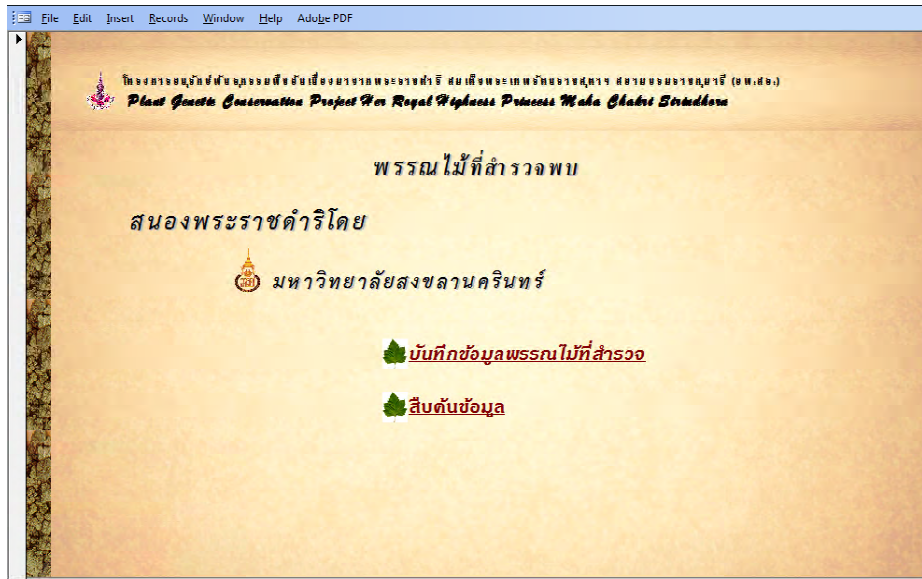 File Edit Insert Records Window Help Adobe PDF
โครงการอนุรักษ์พันธุกรรมพืชอันเนื่องมาจากพระราชดำริ สมเด็จพระเทพรัตนราชสุดาฯ สยามบรมราชกุมารี (อพ.สธ.)
Plant Genetic Conservation Project Her Royal Highness Princess Maha Chakri Sirindhorn
พรรณไม้ที่สำรวจพบ
สนองพระราชดำริโดย
มหาวิทยาลัยสงขลานครินทร์
บันทึกข้อมูลพรรณไม้ที่สำรวจ
สืบค้นข้อมูล